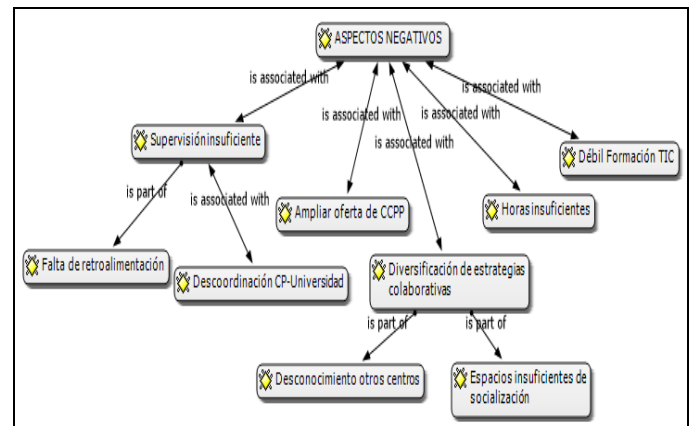 ASPECTOS NEGATIVOS
is associated with
is associated with
is associated with
is associated with
is associated with
Supervisión insuficiente
Débil Formación TIC
is part of
is associated with
Ampliar oferta de CCPP
Horas insuficientes
Falta de retroalimentación
Descoordinación CP-Universidad
Diversificación de estrategias
colaborativas
is part of
is part of
Desconocimiento otros centros
Espacios insuficientes de
socialización